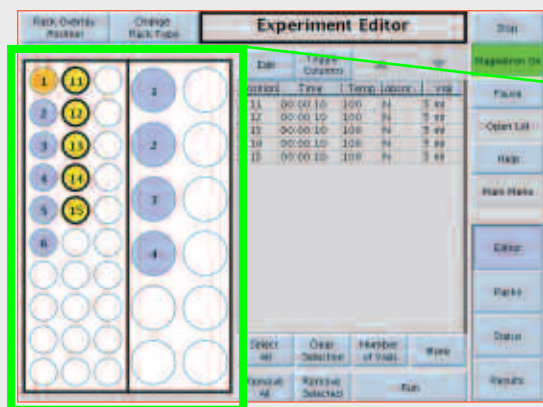 Rack Overlay
Position
Change
Rack Type
Experiment Editor
Stop
Magnetron On
Pause
Open Lid
Help
Main Menu
Editor
Racks
Status
Results
1 11
2 12
3 13
4 14
5 15
6
1
2
3
4
Edit
Toggle
Columns
Position Time Temp Absor. Vial
11 00:00:10 100 N 5 ml
12 00:00:10 100 N 5 ml
13 00:00:10 100 N 5 ml
14 00:00:10 100 N 5 ml
15 00:00:10 100 N 5 ml
Select
All
Clear
Selection
Number
of Vials
Move
Remove
All
Remove
Selected
Run